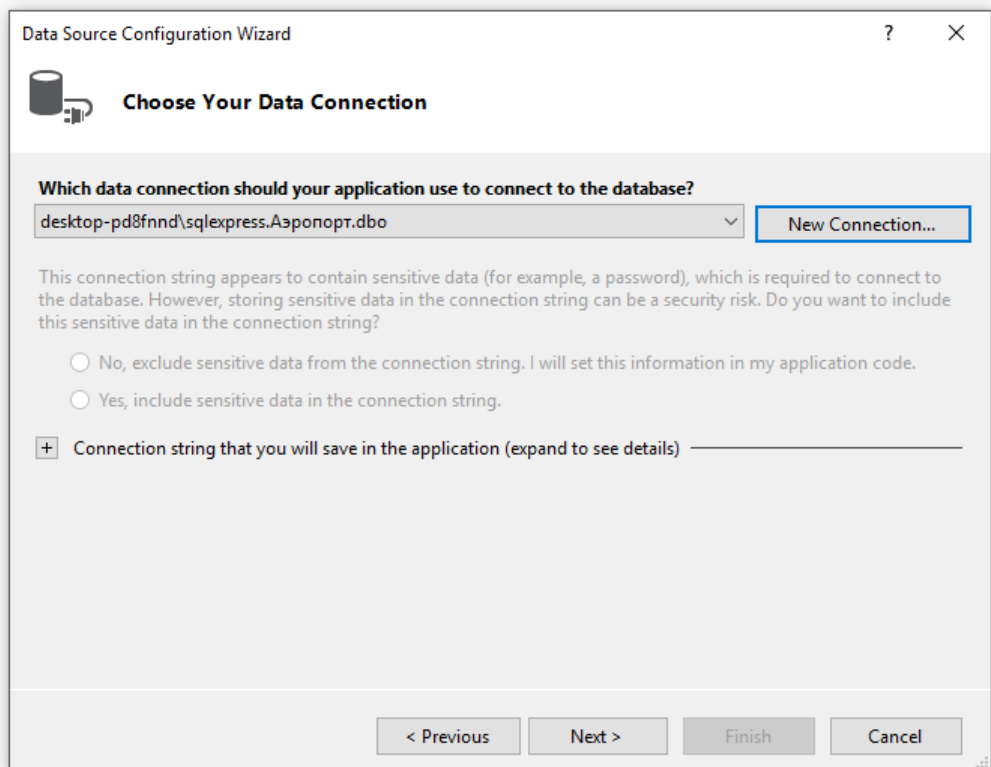 Data Source Configuration Wizard
?
Choose Your Data Connection
Which data connection should your application use to connect to the database?
desktop-pd8fnnd\sqlexpress.Аэропорт.dbo
New Connection...
This connection string appears to contain sensitive data (for example, a password), which is required to connect to
the database. However, storing sensitive data in the connection string can be a security risk. Do you want to include
this sensitive data in the connection string?
No, exclude sensitive data from the connection string. I will set this information in my application code.
Yes, include sensitive data in the connection string.
+ Connection string that you will save in the application (expand to see details)
< Previous
Next >
Finish
Cancel